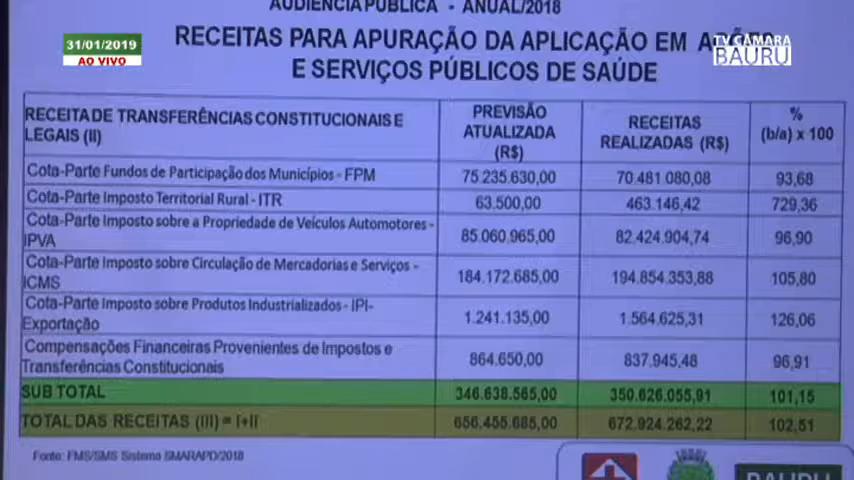 AUDIÊNCIA PÚBLICA - ANUAL/2018
31/01/2019
AO VIVO
TV CÂMARA
BAURU
RECEITAS PARA APURAÇÃO DA APLICAÇÃO EM
E SERVIÇOS PÚBLICOS DE SAÚDE
RECEITA DE TRANSFERÊNCIAS CONSTITUCIONAIS E
LEGAIS (II)
PREVISÃO
ATUALIZADA
(R$)
RECEITAS
REALIZADAS (R$)
%
(b/a) x 100
Cota-Parte Fundos de Participação dos Municípios - FPM 75.235.630,00 70.481.080,08 93,68
Cota-Parte Imposto Territorial Rural - ITR 63.500,00 463.146,42 729,36
Cota-Parte Imposto sobre a Propriedade de Veículos Automotores -
IPVA 85.060.965,00 82.424.904,74 96,90
Cota-Parte Imposto sobre Circulação de Mercadorias e Serviços -
ICMS 184.172.685,00 194.854.353,88 105,80
Cota-Parte Imposto sobre Produtos Industrializados - IPI-
Exportação 1.241.135,00 1.564.625,31 126,06
Compensações Financeiras Provenientes de Impostos e
Transferências Constitucionais 864.650,00 837.945,48 96,91
SUB TOTAL 346.638.565,00 350.626.055,91 101,15
TOTAL DAS RECEITAS (III) = I+II 656.455.685,00 672.924.262,22 102,51
Fonte: FMS/SMS Sistema SMARAPD/2018
BAURU